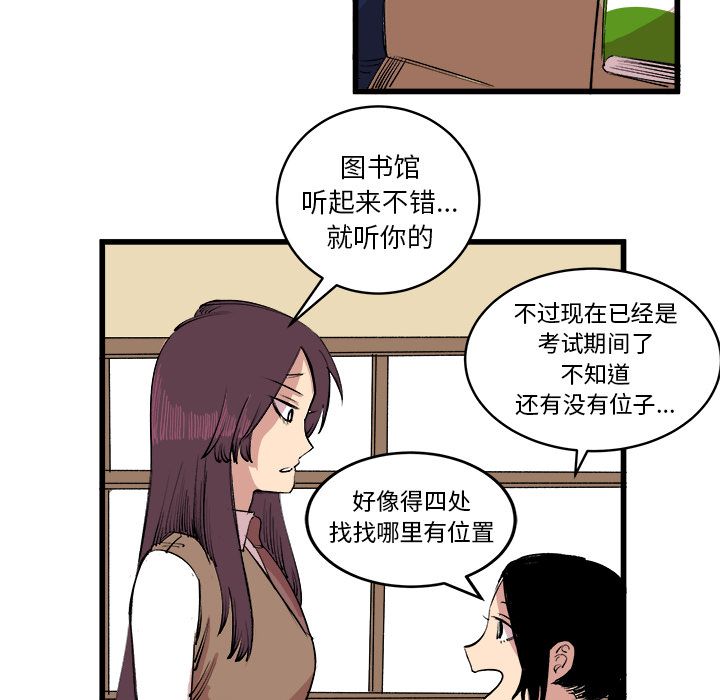 图书馆
听起来不错...
就听你的
不过现在已经是
考试期间了
不知道
还有没有位子...
好像得四处
找找哪里有位置